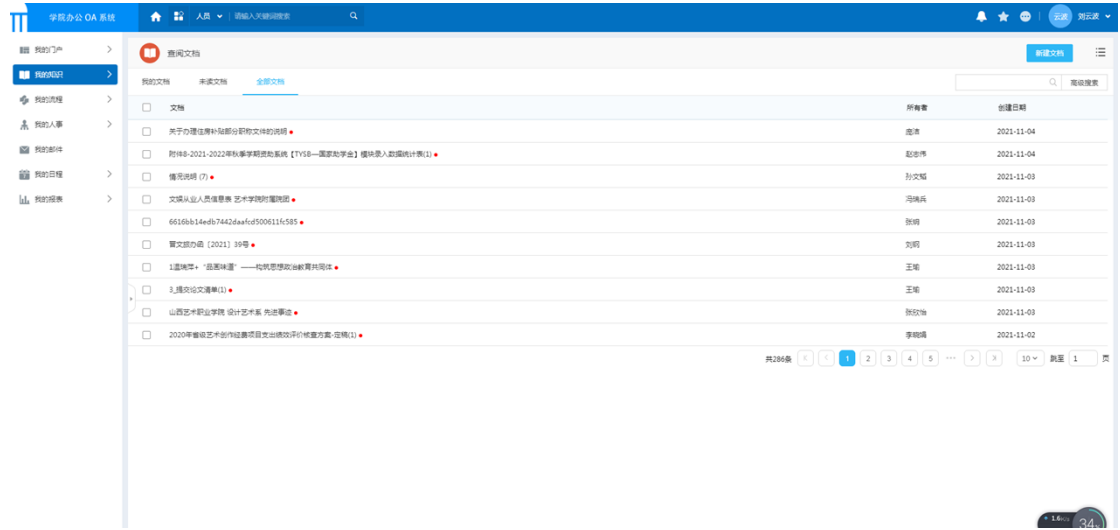 学院办公 OA 系统
人员 请输入关键词搜索
云波 刘云波
我的门户
我的知识
我的流程
我的人事
我的邮件
我的日程
我的报表
查阅文档
新建文档
我的文档 未读文档 全部文档
高级搜索
文档 所有者 创建日期
关于办理住房补贴部分职称文件的说明 庞洁 2021-11-04
附件8-2021-2022年秋季学期资助系统【TYSB—国家助学金】模块录入数据统计表(1) 赵志伟 2021-11-04
情况说明 (7) 孙文韬 2021-11-03
文娱从业人员信息表 艺术学院附属院团 冯瑞兵 2021-11-03
6616bb14edb7442daafcd500611fc585 张娟 2021-11-03
晋文旅办函〔2021〕39号 刘明 2021-11-03
1温瑞萍+“品画味道”——构筑思想政治教育共同体 王瑜 2021-11-03
3_提交论文清单(1) 王瑜 2021-11-03
山西艺术职业学院 设计艺术系 先进事迹 张欣怡 2021-11-03
2020年省级艺术创作经费项目支出绩效评价核查方案-定稿(1) 李晓娟 2021-11-02
共286条 1 2 3 4 5 ··· 10 跳至 1 页
34